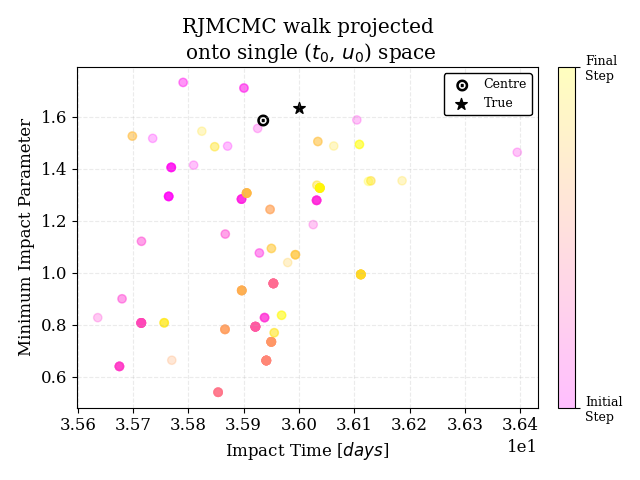 RJMCMC walk projected
onto single (t₀, u₀) space
Centre
True
Final
Step
1.6
1.4
1.2
1.0
0.8
0.6
Minimum Impact Parameter
Initial
Step
3.56 3.57 3.58 3.59 3.60 3.61 3.62 3.63 3.64
1e1
Impact Time [days]